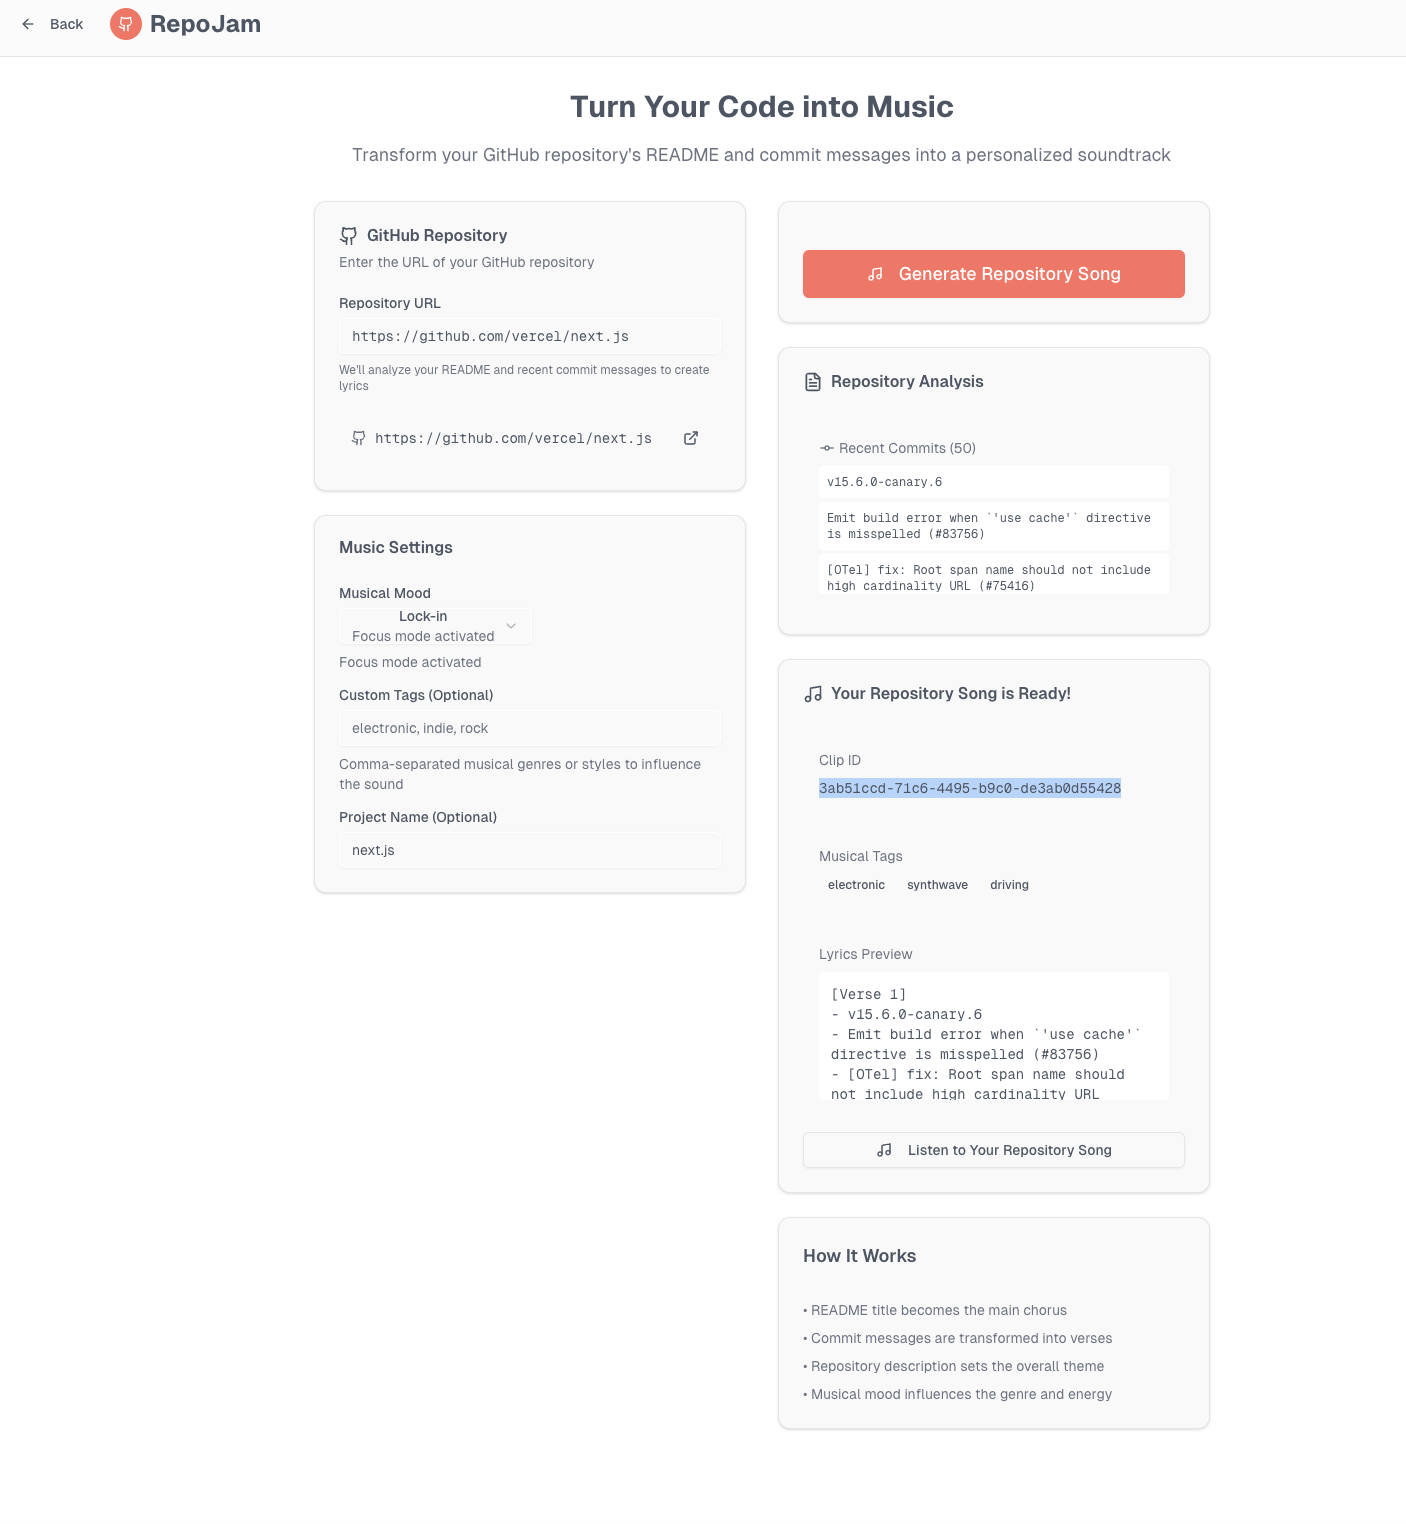 Back
RepoJam
Turn Your Code into Music
Transform your GitHub repository's README and commit messages into a personalized soundtrack
GitHub Repository
Enter the URL of your GitHub repository
Repository URL
https://github.com/vercel/next.js
We'll analyze your README and recent commit messages to create
lyrics
https://github.com/vercel/next.js
Music Settings
Musical Mood
Lock-in
Focus mode activated
Focus mode activated
Custom Tags (Optional)
electronic, indie, rock
Comma-separated musical genres or styles to influence
the sound
Project Name (Optional)
next.js
Generate Repository Song
Repository Analysis
Recent Commits (50)
v15.6.0-canary.6
Emit build error when `'use cache'` directive
is misspelled (#83756)
[OTel] fix: Root span name should not include
high cardinality URL (#75416)
Your Repository Song is Ready!
Clip ID
3ab51ccd-71c6-4495-b9c0-de3ab0d55428
Musical Tags
electronic synthwave driving
Lyrics Preview
[Verse 1]
- v15.6.0-canary.6
- Emit build error when `'use cache'`
directive is misspelled (#83756)
- [OTel] fix: Root span name should
not include high cardinality URL
Listen to Your Repository Song
How It Works
• README title becomes the main chorus
• Commit messages are transformed into verses
• Repository description sets the overall theme
• Musical mood influences the genre and energy